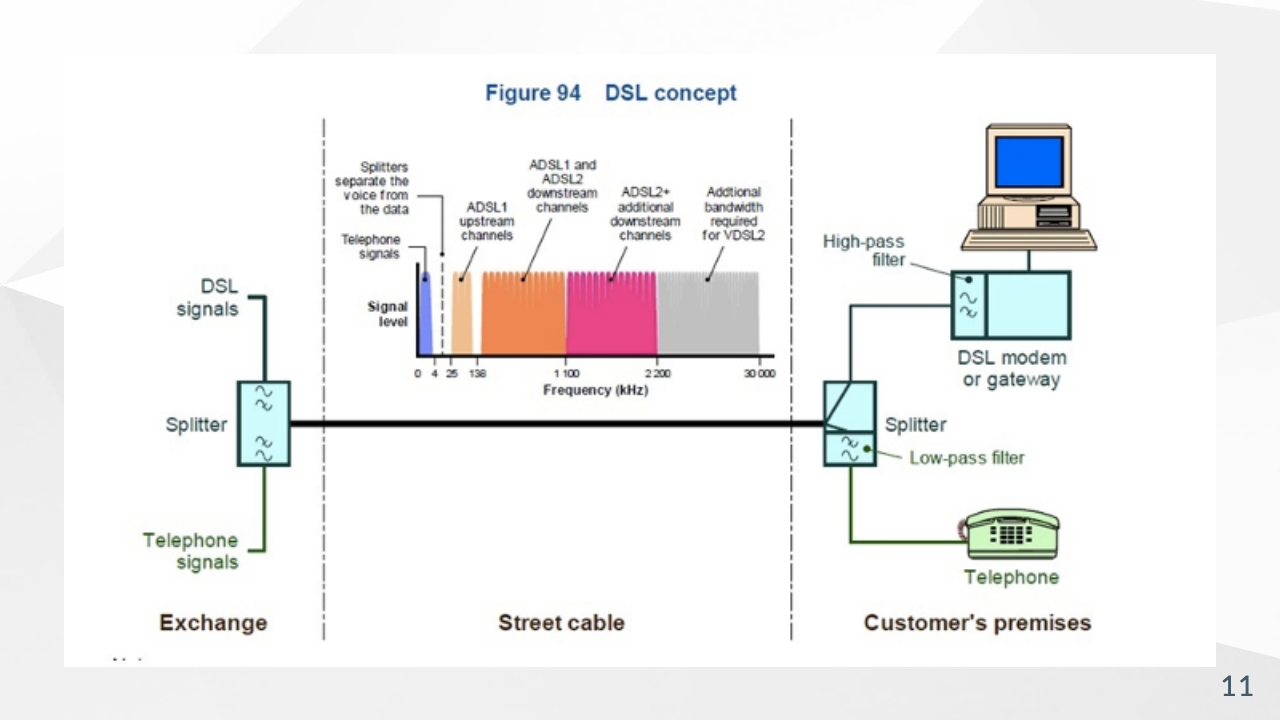 Figure 94 DSL concept
Splitters
separate the
voice from
the data
Telephone
signals
ADSL1
upstream
channels
ADSL1 and
ADSL2
downstream
channels
ADSL2+
additional
downstream
channels
Addtional
bandwidth
required
for VDSL2
Signal
level
0 4 25 138 1 100 2 200 30 000
Frequency (kHz)
DSL
signals
Splitter
Telephone
signals
High-pass
filter
DSL modem
or gateway
Splitter
Low-pass filter
Telephone
Exchange
Street cable
Customer's premises
11